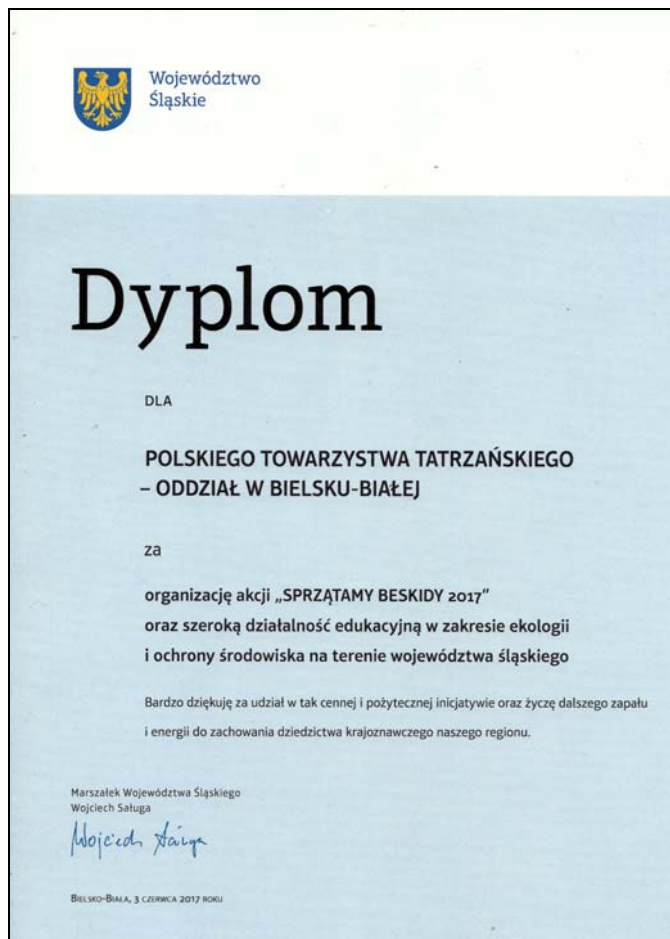 Województwo
Śląskie
Dyplom
DLA
POLSKIEGO TOWARZYSTWA TATRZAŃSKIEGO
– ODDZIAŁ W BIELSKU-BIAŁEJ
za
organizację akcji „SPRZĄTAMY BESKIDY 2017”
oraz szeroką działalność edukacyjną w zakresie ekologii
i ochrony środowiska na terenie województwa śląskiego
Bardzo dziękuję za udział w tak cennej i pożytecznej inicjatywie oraz życzę dalszego zapału
i energii do zachowania dziedzictwa krajoznawczego naszego regionu.
Marszałek Województwa Śląskiego
Wojciech Saługa
Wojciech Saługa
BIELSKO-BIAŁA, 3 CZERWCA 2017 ROKU